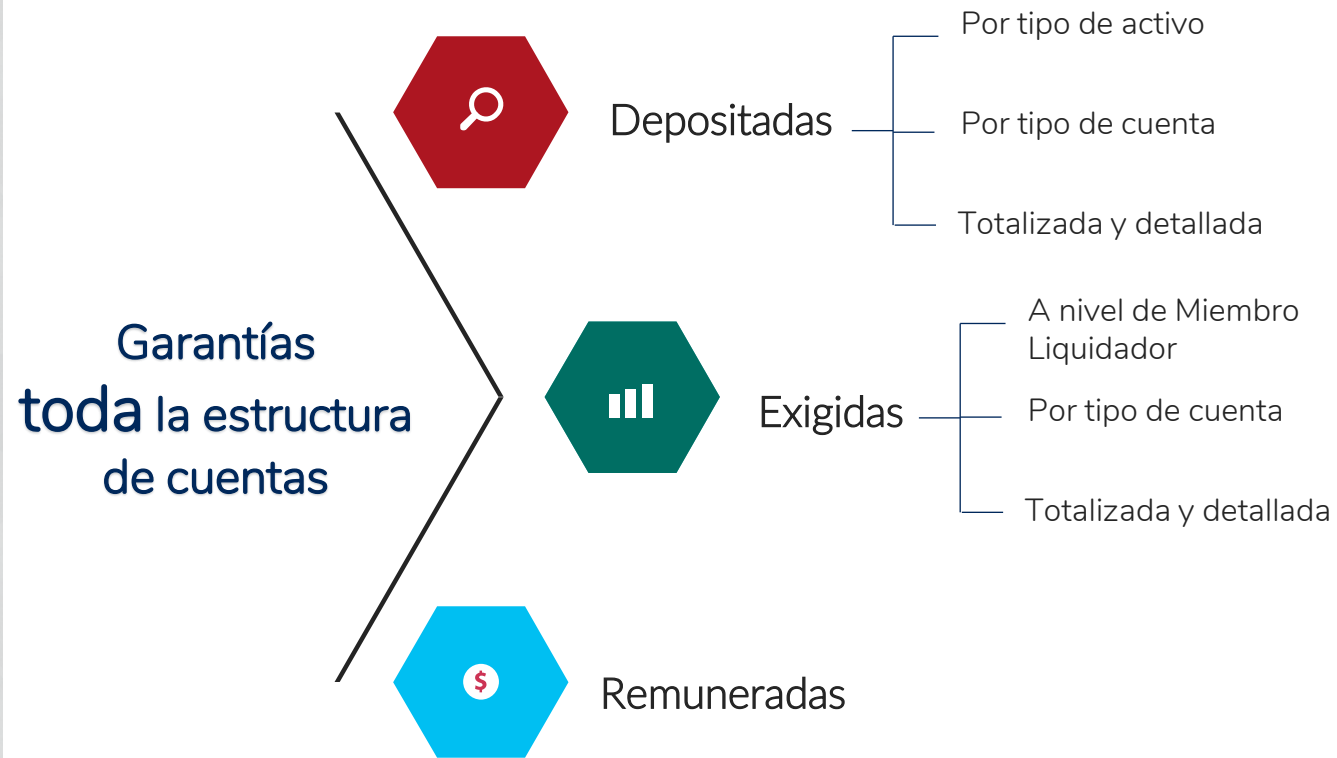 Garantías
toda la estructura
de cuentas
Depositadas
Por tipo de activo
Por tipo de cuenta
Totalizada y detallada
Exigidas
A nivel de Miembro
Liquidador
Por tipo de cuenta
Totalizada y detallada
$
Remuneradas